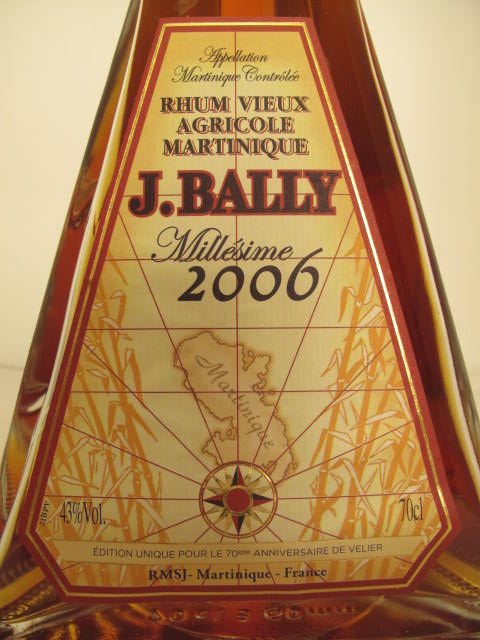 Appellation
Martinique Contrôlée
RHUM VIEUX
AGRICOLE
MARTINIQUE
J.BALLY
Millésime
2006
Martinique
43%Vol.
70cl
ÉDITION UNIQUE POUR LE 70ème ANNIVERSAIRE DE VELIER
RMSJ- Martinique - France